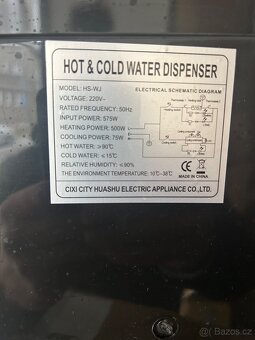 HOT & COLD WATER DISPENSER
MODEL: HS-WJ
ELECTRICAL SCHEMATIC DIAGRAM
VOLTAGE: 220V~
RATED FREQUENCY: 50Hz
INPUT POWER: 575W
HEATING POWER: 500W
COOLING POWER: 75W
HOT WATER: ≥90℃
COLD WATER: ≤15℃
RELATIVE HUMIDITY: ≤90%
THE ENVIRONMENT TEMPERATURE: 10℃~38℃
CE
MADE IN CHINA
CIXI CITY HUASHU ELECTRIC APPLIANCE CO.,LTD.
sbazar.cz